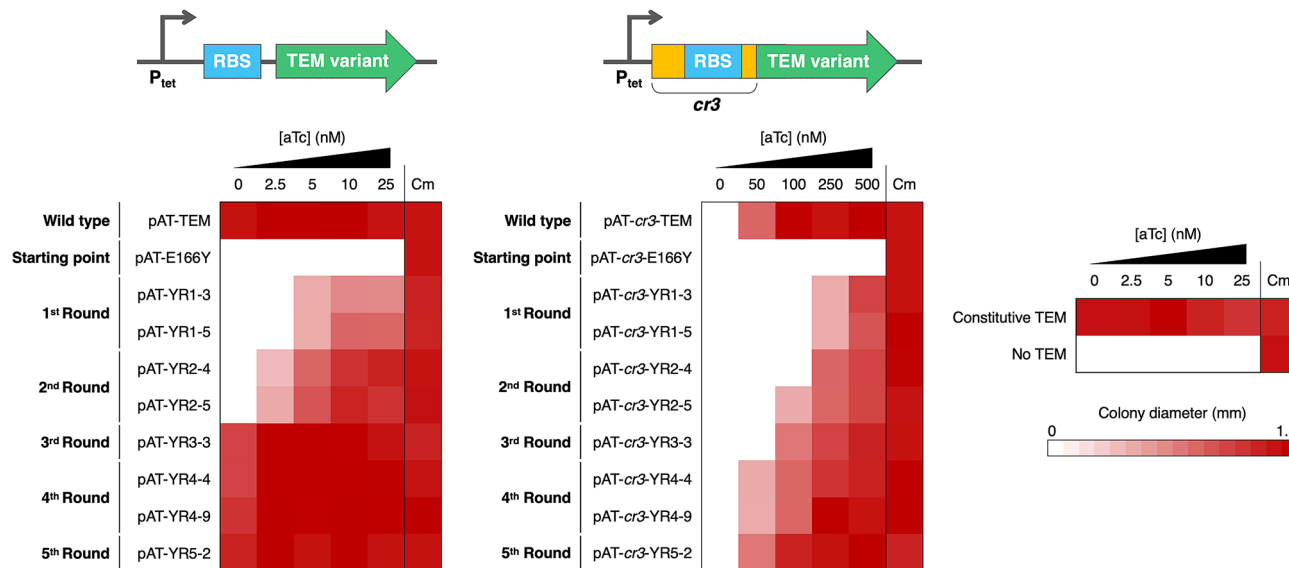 RBS TEM variant
Ptet
RBS TEM variant
Ptet
cr3
[aTc] (nM)
0 2.5 5 10 25 Cm
Wild type pAT-TEM
Starting point pAT-E166Y
1st Round pAT-YR1-3
pAT-YR1-5
2nd Round pAT-YR2-4
pAT-YR2-5
3rd Round pAT-YR3-3
4th Round pAT-YR4-4
pAT-YR4-9
5th Round pAT-YR5-2
[aTc] (nM)
0 50 100 250 500 Cm
Wild type pAT-cr3-TEM
Starting point pAT-cr3-E166Y
1st Round pAT-cr3-YR1-3
pAT-cr3-YR1-5
2nd Round pAT-cr3-YR2-4
pAT-cr3-YR2-5
3rd Round pAT-cr3-YR3-3
4th Round pAT-cr3-YR4-4
pAT-cr3-YR4-9
5th Round pAT-cr3-YR5-2
[aTc] (nM)
0 2.5 5 10 25 Cm
Constitutive TEM
No TEM
Colony diameter (mm)
0